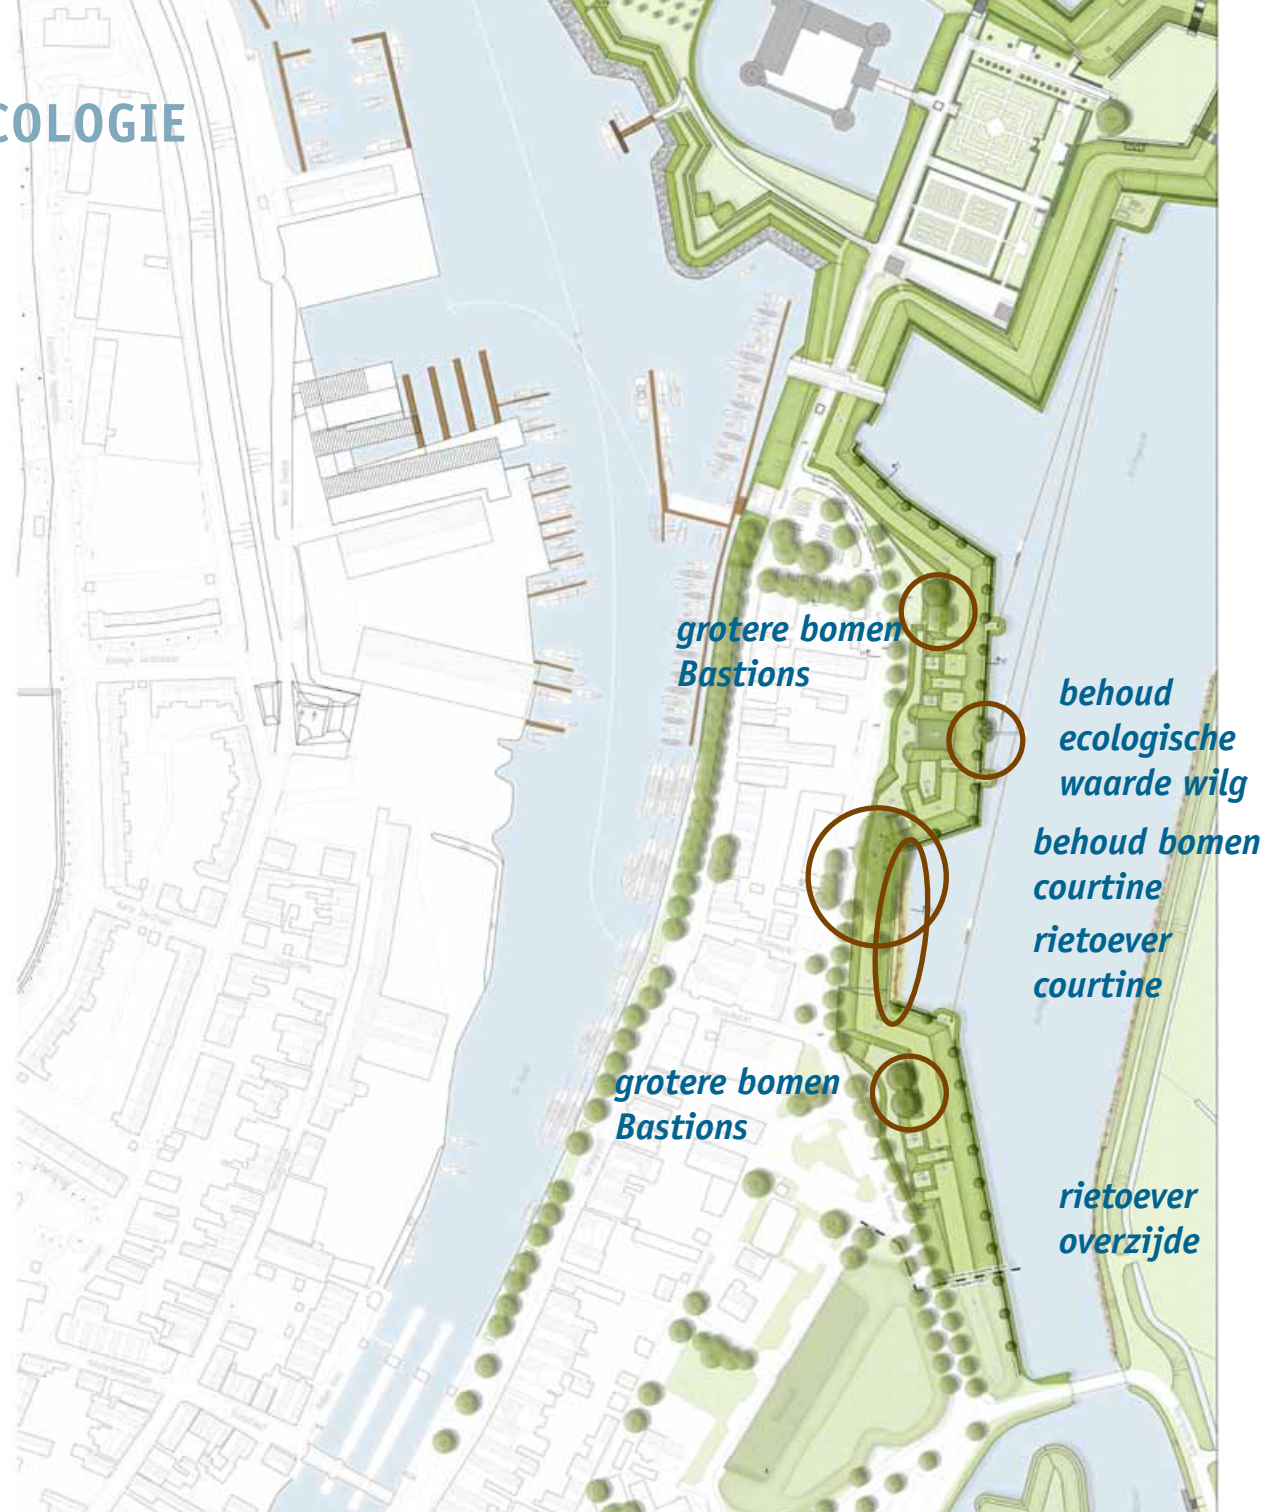 COLOGIE
grotere bomen
Bastions
behoud
ecologische
waarde wilg
behoud bomen
courtine
rietoever
courtine
grotere bomen
Bastions
rietoever
overzijde